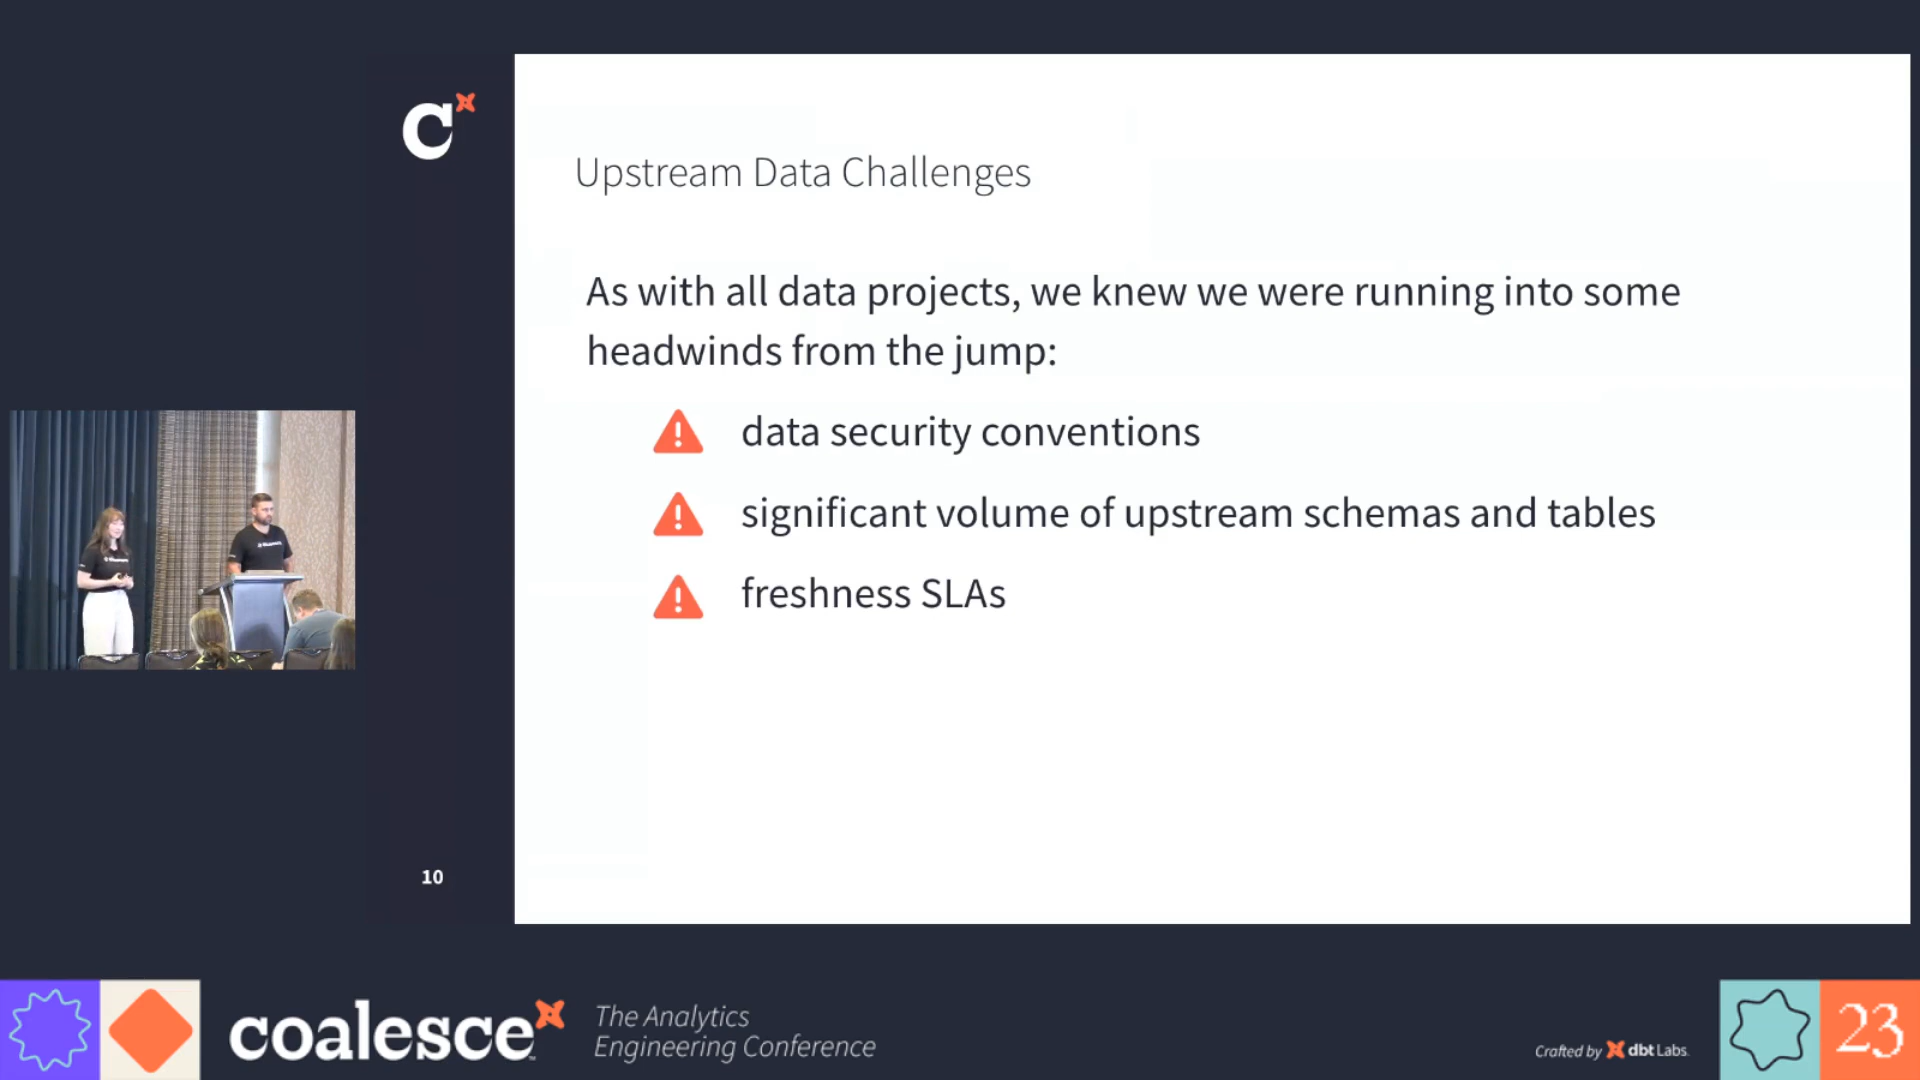 C
Upstream Data Challenges
As with all data projects, we knew we were running into some
headwinds from the jump:
data security conventions
significant volume of upstream schemas and tables
freshness SLAs
10
coalesce
The Analytics
Engineering Conference
Crafted by dbt Labs
23